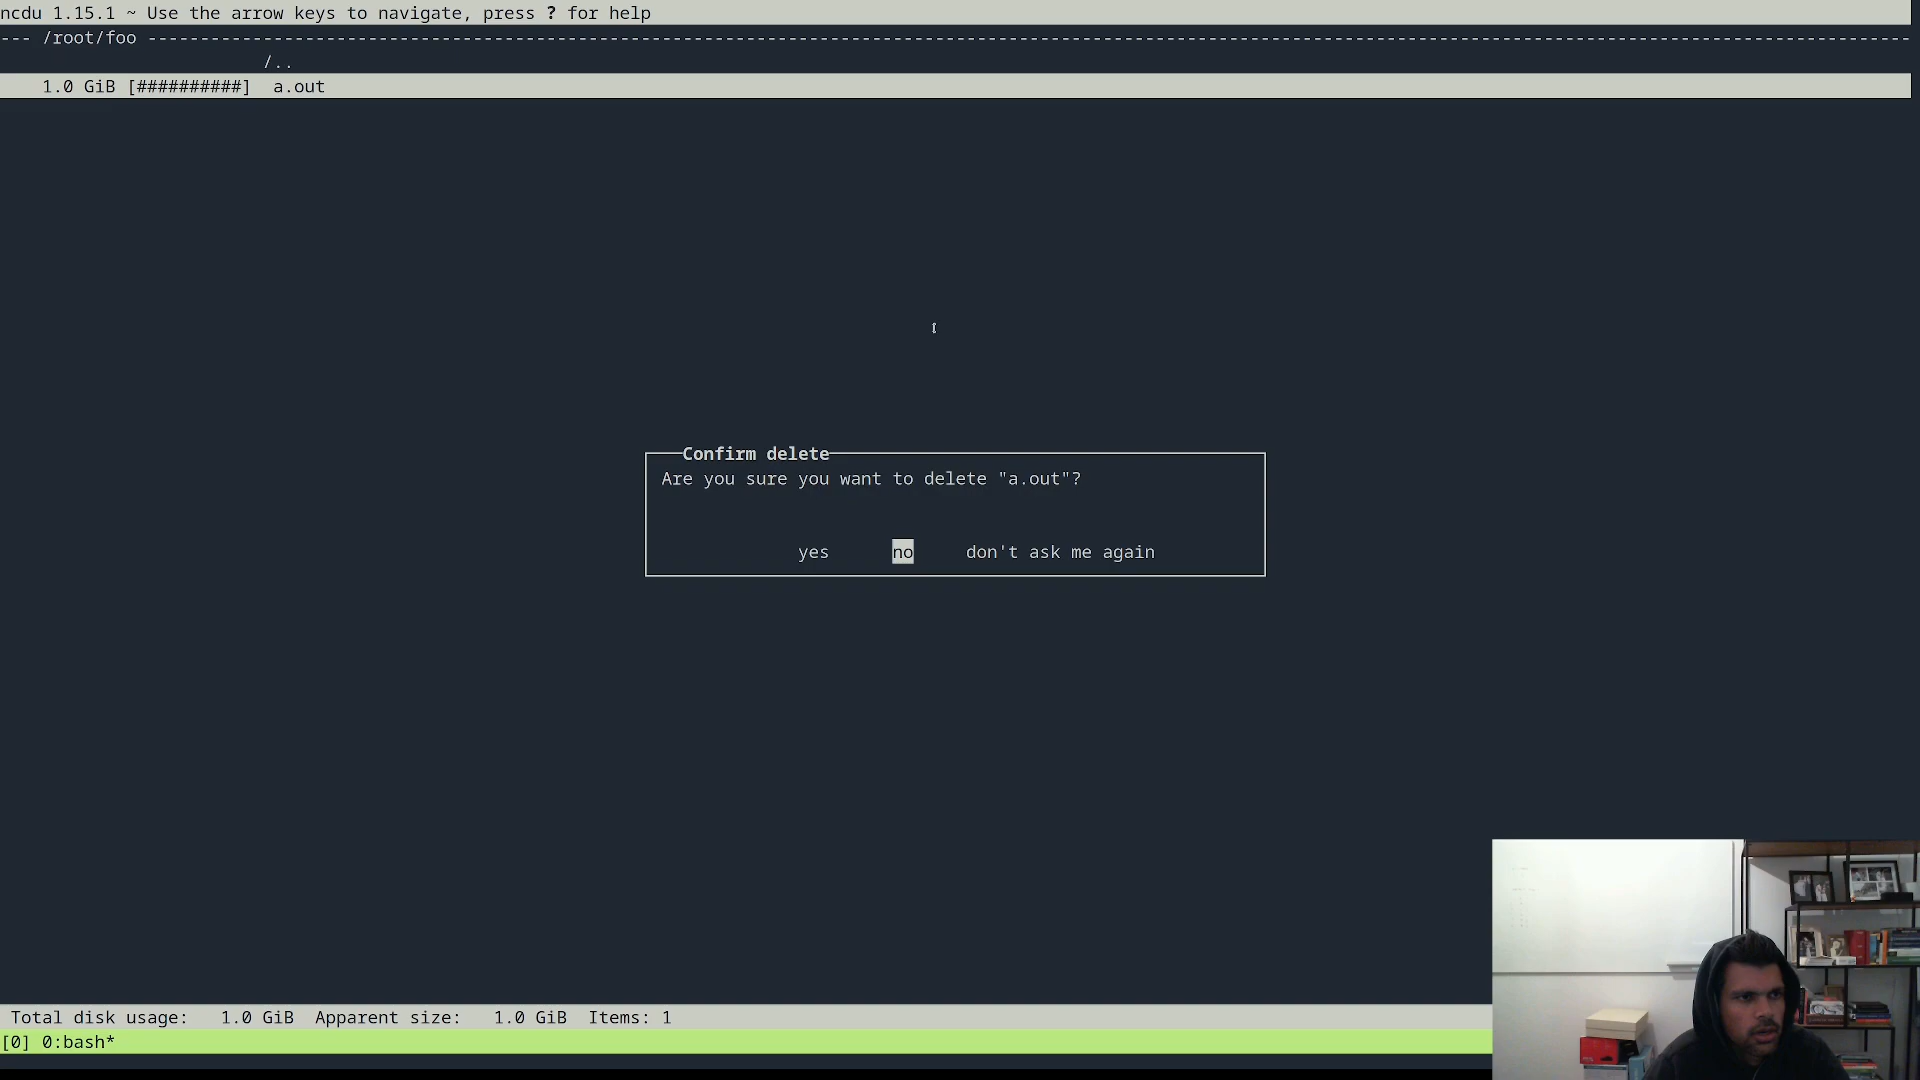 ncdu 1.15.1 ~ Use the arrow keys to navigate, press ? for help
--- /root/foo ----------------------------------------------------------------------------------------------------------------------------------------------------------------------
/..
1.0 GiB [##########] a.out
Confirm delete
Are you sure you want to delete "a.out"?
yes no don't ask me again
Total disk usage: 1.0 GiB Apparent size: 1.0 GiB Items: 1
[0] 0:bash*